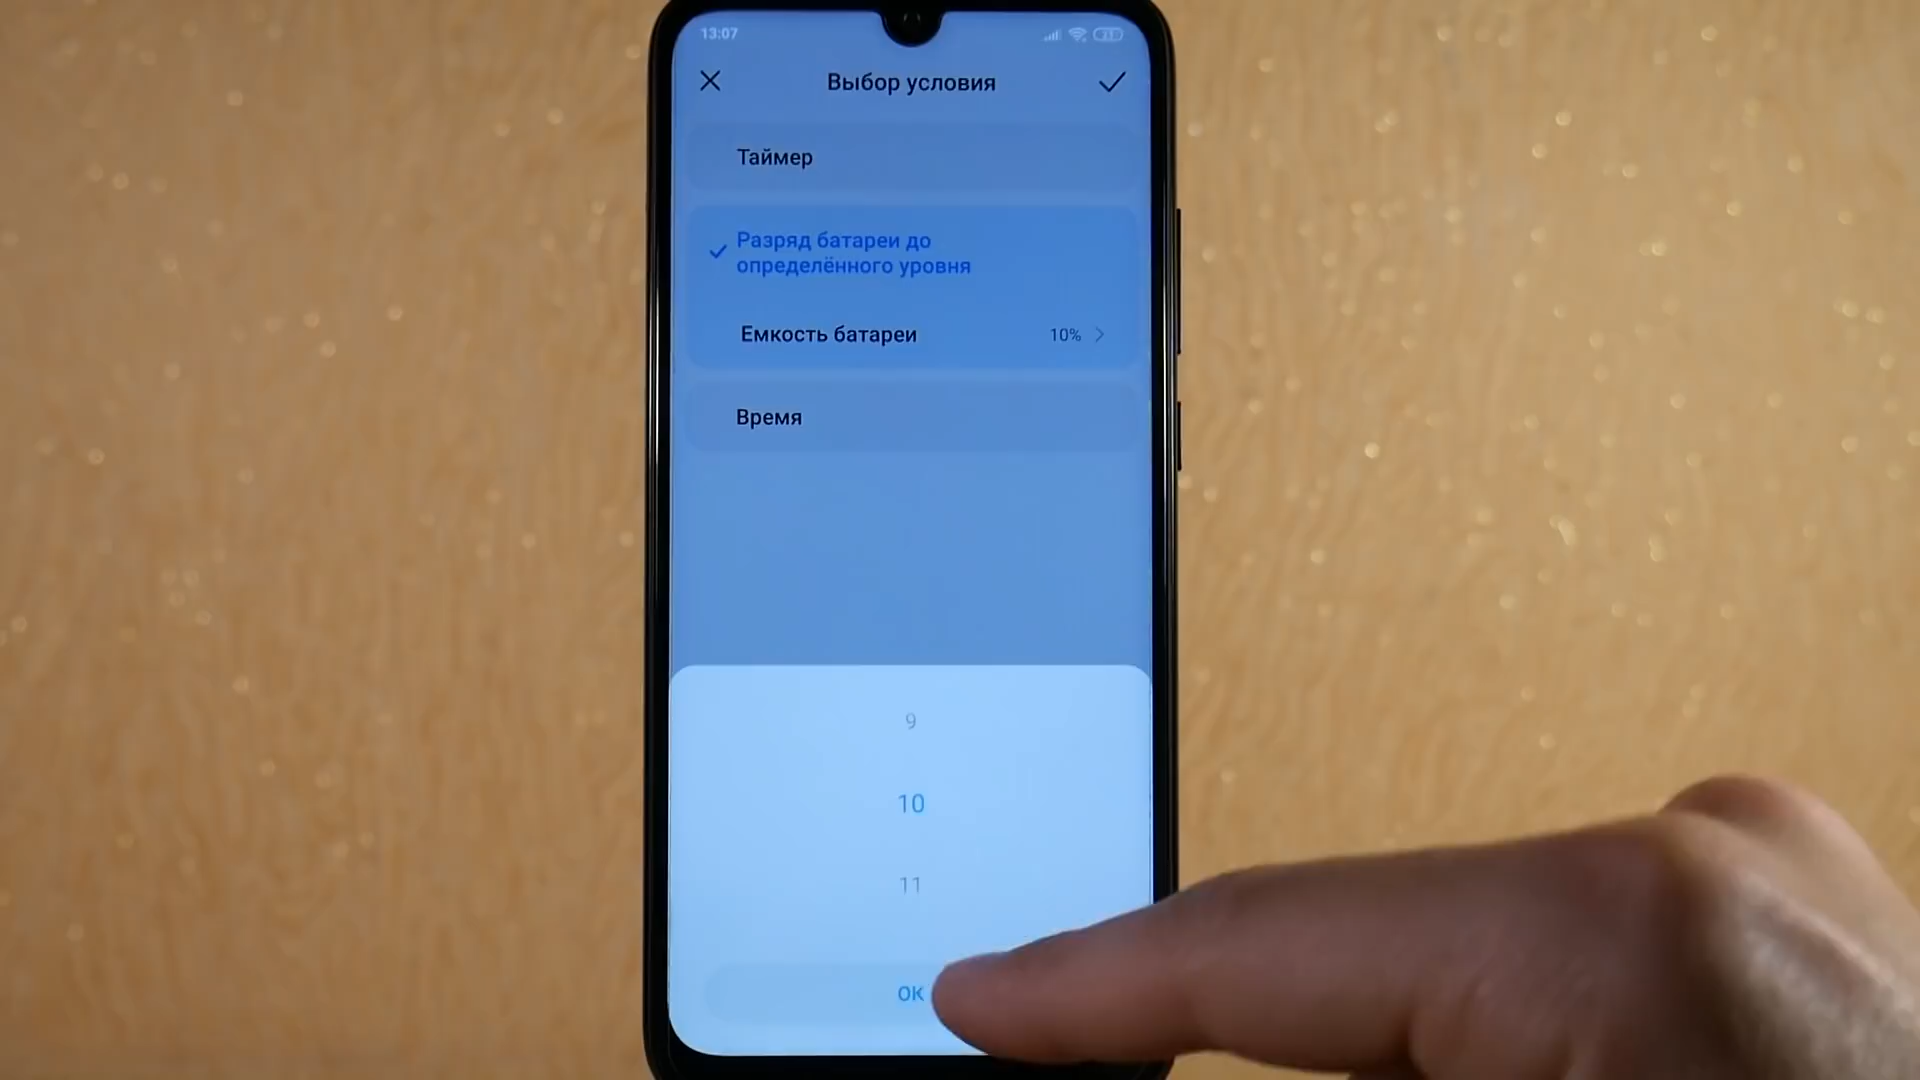 13:07
Выбор условия
Таймер
Разряд батареи до
определённого уровня
Емкость батареи 10%
Время
9
10
11
ОК